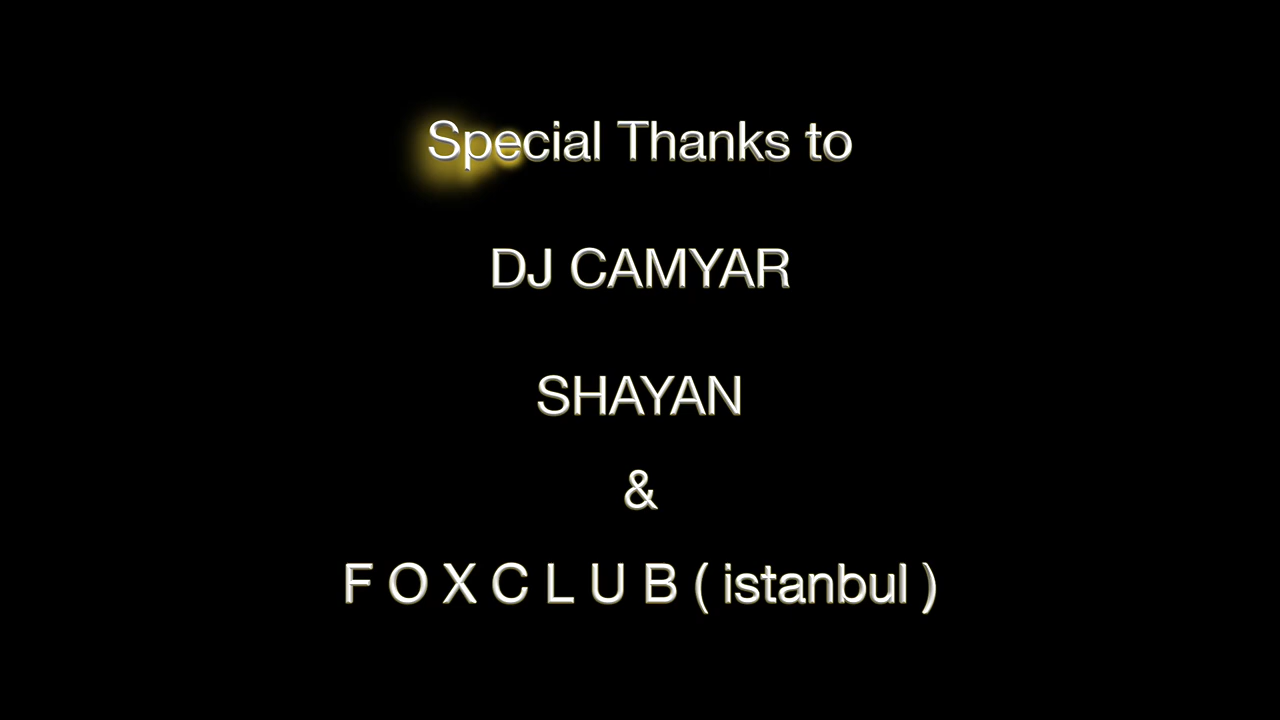 Special Thanks to
DJ CAMYAR
SHAYAN
&
F O X C L U B ( istanbul )